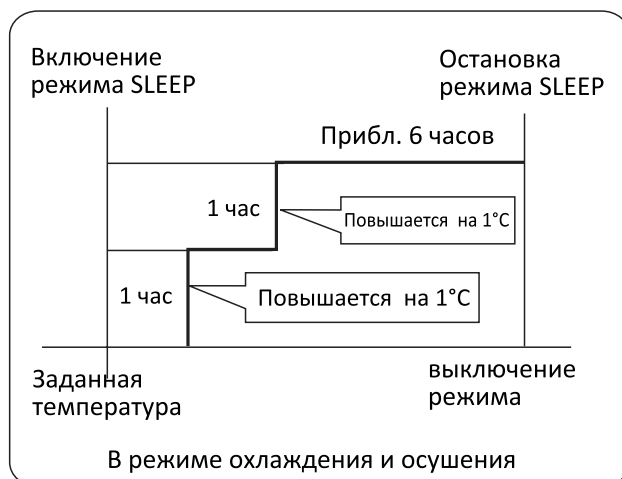 Включение
режима SLEEP
Остановка
режима SLEEP
Прибл. 6 часов
1 час
Повышается на 1°C
1 час
Повышается на 1°C
Заданная
температура
выключение
режима
В режиме охлаждения и осушения